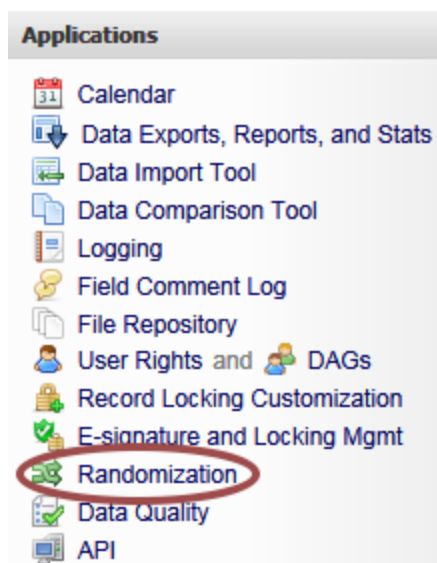 Applications
31 Calendar
Data Exports, Reports, and Stats
Data Import Tool
Data Comparison Tool
Logging
Field Comment Log
File Repository
User Rights and DAGs
Record Locking Customization
E-signature and Locking Mgmt
Randomization
Data Quality
API